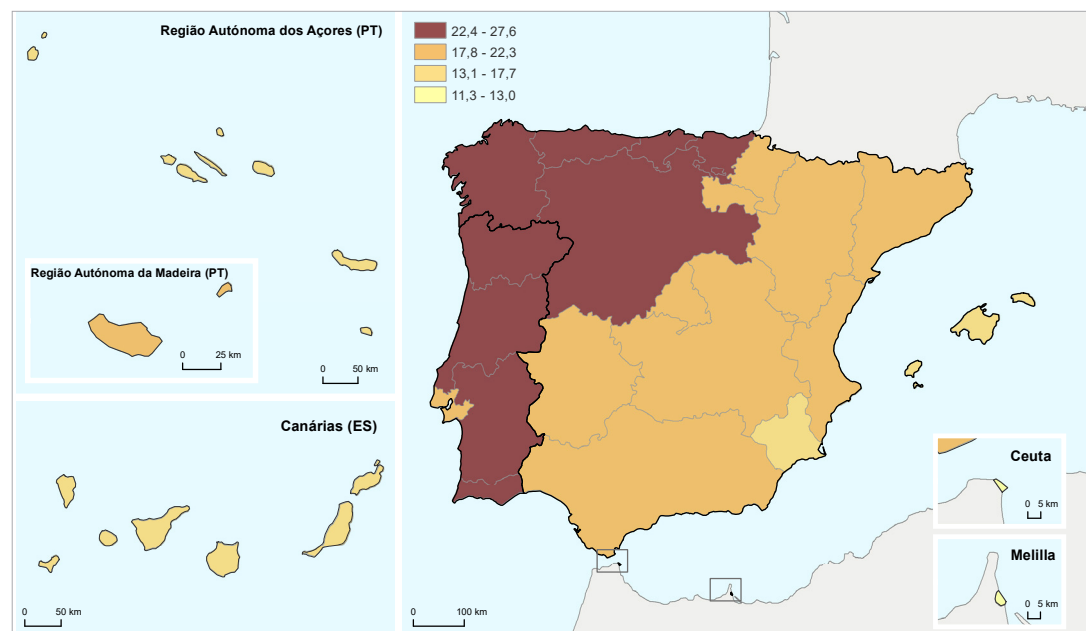 Região Autónoma dos Açores (PT)
22,4 - 27,6
17,8 - 22,3
13,1 - 17,7
11,3 - 13,0
Região Autónoma da Madeira (PT)
0 25 km
0 50 km
Canárias (ES)
0 50 km
0 100 km
Ceuta
0 5 km
Melilla
0 5 km